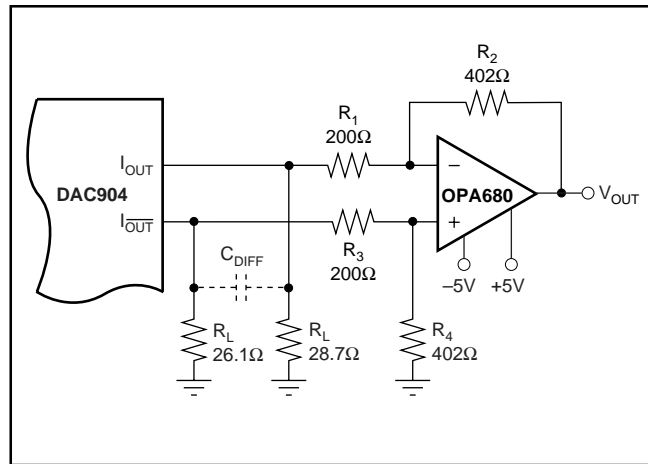 R2
402Ω
R1
200Ω
IOUT
DAC904
–
OPA680
VOUT
IOUT
+
R3
200Ω
CDIFF
–5V
+5V
RL
26.1Ω
RL
28.7Ω
R4
402Ω